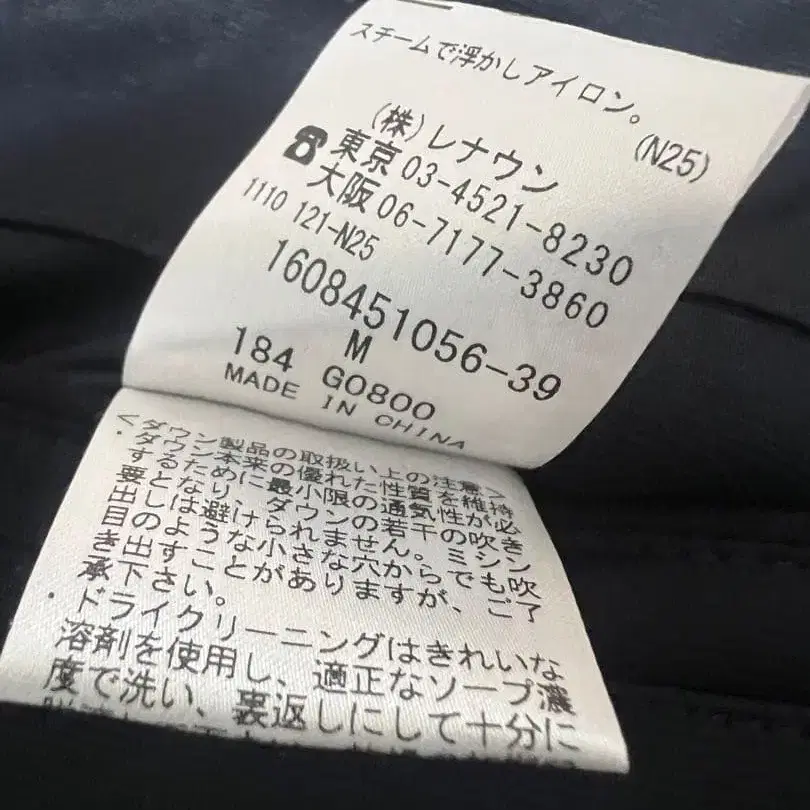 スチームで浮かしアイロン。
(N25)
(株)レナウン
☎東京 03-4521-8230
大阪 06-7177-3860
1110 121-N25
1608451056-39
M
184 G0800
MADE IN CHINA
<ダウン製品の取扱い上の注意>
・ダウン本来の優れた性質を維持
するために最小限の通気性が必
要となり、ダウンの若干の吹き
出しは避けられません。ミシン
目のような小さな穴からでも吹
き出すことがありますが、ご了
承下さい。
・ドライクリーニングはきれいな
溶剤を使用し、適正なソープ濃
度で洗い、裏返しにして十分に